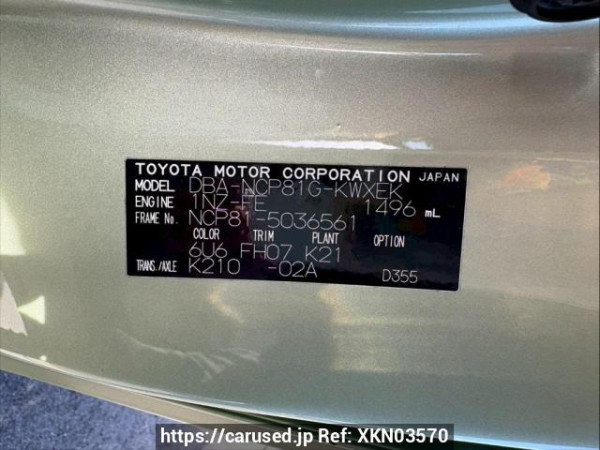 TOYOTA MOTOR CORPORATION JAPAN
MODEL DBA-NCP81G-KWXEK
ENGINE 1NZ-FE 1496 mL
FRAME No. NCP81-5036561
COLOR TRIM PLANT OPTION
6U6 FH07 K21
TRANS./AXLE K210 -02A D355
https://carused.jp Ref: XKN03570